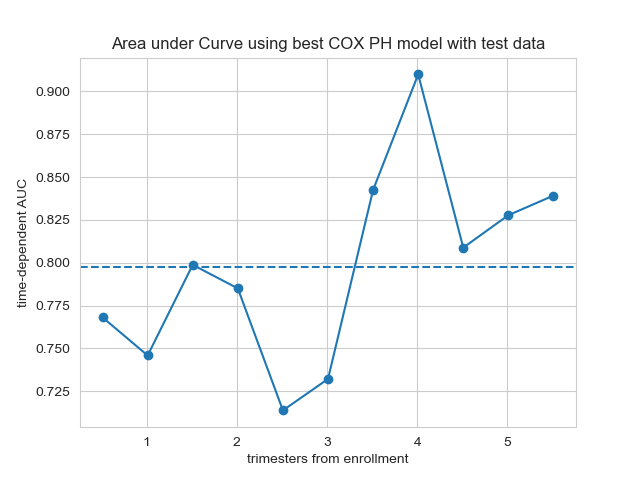 Area under Curve using best COX PH model with test data
time-dependent AUC
0.900
0.875
0.850
0.825
0.800
0.775
0.750
0.725
1 2 3 4 5
trimesters from enrollment